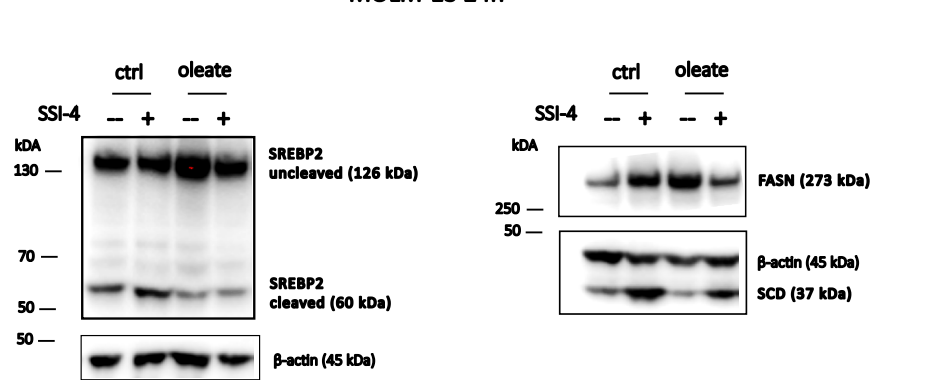 ctrl oleate
SSI-4 -- + -- +
kDA
130
70
50
50
SREBP2
uncleaved (126 kDa)
SREBP2
cleaved (60 kDa)
β-actin (45 kDa)
ctrl oleate
SSI-4 -- + -- +
kDA
250
50
FASN (273 kDa)
β-actin (45 kDa)
SCD (37 kDa)